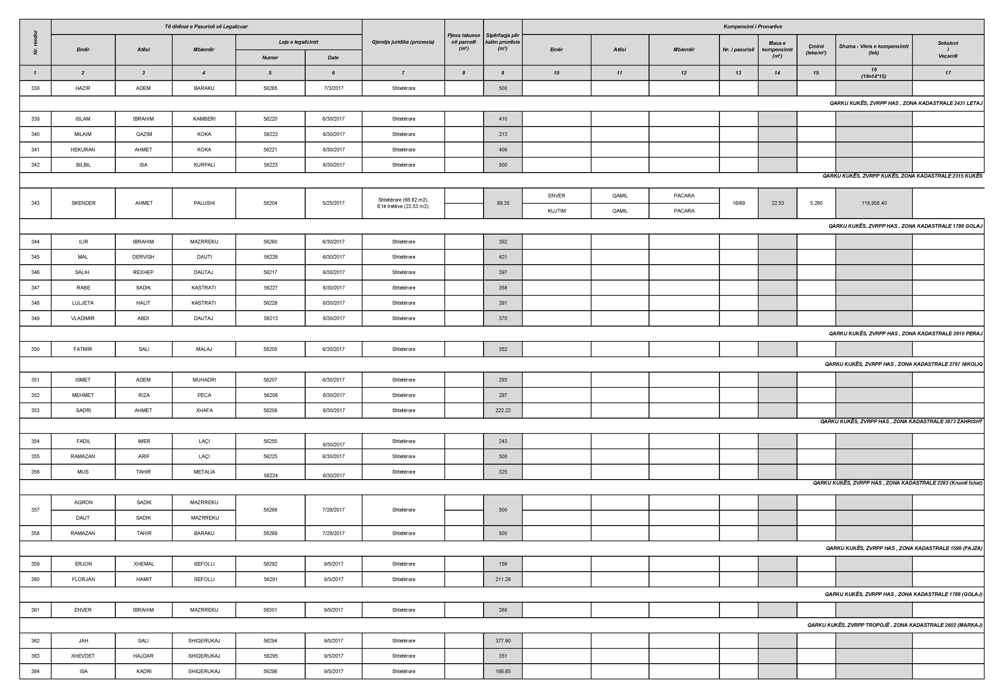 Nr. rendor
Të dhënat e Pasurisë së Legalizuar
Gjendja juridike (pronesia)
Pjesa takuese
në parcelë
(m²)
Sipërfaqja për
kalim pronësie
(m²)
Kompensimi i Pronarëve
Emër
Atësi
Mbiemër
Leja e legalizimit
Numer
Date
Emër
Atësi
Mbiemër
Nr. i pasurisë
Masa e
kompensimit
(m²)
Çmimi
(leke/m²)
Shuma - Vlera e kompensimit
(lek)
Seksioni
i
Veçantë
1 2 3 4 5 6 7 8 9 10 11 12 13 14 15 16 17
(16=14*15)
338 HAZIR ADEM BARAKU 56265 7/3/2017 Shtetërore 500
QARKU KUKËS, ZVRPP HAS , ZONA KADASTRALE 2431 LETAJ
339 ISLAM IBRAHIM KAMBERI 56220 6/30/2017 Shtetërore 410
340 MILAIM QAZIM KOKA 56222 6/30/2017 Shtetërore 213
341 HEKURAN AHMET KOKA 56221 6/30/2017 Shtetërore 406
342 BILBIL ISA KURPALI 56223 6/30/2017 Shtetërore 500
QARKU KUKËS, ZVRPP KUKËS, ZONA KADASTRALE 2315 KUKËS
343 SKENDER AHMET PALUSHI 56204 5/25/2017 Shtetërore (66.82 m2),
E të tretëve (22.53 m2).
89.35
ENVER QAMIL PACARA
KUJTIM QAMIL PACARA
16/69 22.53 5,280 118,958.40
QARKU KUKËS, ZVRPP HAS , ZONA KADASTRALE 1788 GOLAJ
344 ILIR IBRAHIM MAZRREKU 56260 6/30/2017 Shtetërore 392
345 MAL DERVISH DAUTI 56226 6/30/2017 Shtetërore 421
346 SALIH REXHEP DAUTAJ 56217 6/30/2017 Shtetërore 397
347 RABE SADIK KASTRATI 56227 6/30/2017 Shtetërore 358
348 LULJETA HALIT KASTRATI 56228 6/30/2017 Shtetërore 391
349 VLADIMIR ABDI DAUTAJ 56213 6/30/2017 Shtetërore 370
QARKU KUKËS, ZVRPP HAS , ZONA KADASTRALE 2910 PERAJ
350 FATMIR SALI MALAJ 56205 6/30/2017 Shtetërore 352
QARKU KUKËS, ZVRPP HAS , ZONA KADASTRALE 2797 NIKOLIQ
351 ISMET ADEM MUHADRI 56207 6/30/2017 Shtetërore 293
352 MEHMET RIZA PECA 56206 6/30/2017 Shtetërore 297
353 SADRI AHMET XHAFA 56208 6/30/2017 Shtetërore 222.22
QARKU KUKËS, ZVRPP HAS , ZONA KADASTRALE 3873 ZAHRISHT
354 FADIL IMER LAÇI 56255 6/30/2017 Shtetërore 243
355 RAMAZAN ARIF LAÇI 56225 6/30/2017 Shtetërore 500
356 MUS TAHIR METALIA 56224 6/30/2017 Shtetërore 325
QARKU KUKËS, ZVRPP HAS , ZONA KADASTRALE 2283 (Krumë fshat)
357 AGRON SADIK MAZRREKU 56268 7/28/2017 Shtetërore 500
DAUT SADIK MAZRREKU
358 RAMAZAN TAHIR BARAKU 56269 7/28/2017 Shtetërore 500
QARKU KUKËS, ZVRPP HAS , ZONA KADASTRALE 1599 (FAJZA)
359 ERJON XHEMAL SEFOLLI 56292 9/5/2017 Shtetërore 156
360 FLORJAN HAMIT SEFOLLI 56291 9/5/2017 Shtetërore 211.26
QARKU KUKËS, ZVRPP HAS , ZONA KADASTRALE 1788 (GOLAJ)
361 ENVER IBRAHIM MAZRREKU 56301 9/5/2017 Shtetërore 388
QARKU KUKËS, ZVRPP TROPOJË , ZONA KADASTRALE 2602 (MARKAJ)
362 JAH SALI SHIQERUKAJ 56294 9/5/2017 Shtetërore 377.90
363 XHEVDET HAJDAR SHIQERUKAJ 56295 9/5/2017 Shtetërore 351
364 ISA KADRI SHIQERUKAJ 56296 9/5/2017 Shtetërore 166.65